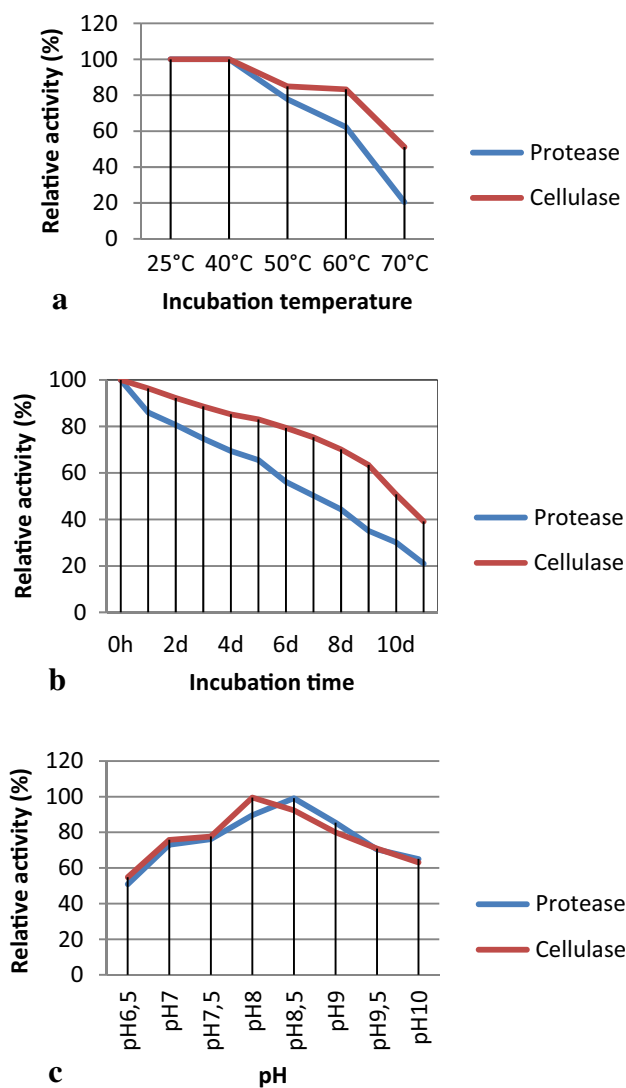 Relative activity (%)
120
100
80
60
40
20
0
25°C 40°C 50°C 60°C 70°C
Incubation temperature
Protease
Cellulase
a
Relative activity (%)
100
80
60
40
20
0
0h 2d 4d 6d 8d 10d
Incubation time
Protease
Cellulase
b
Relative activity (%)
120
100
80
60
40
20
0
pH6,5 pH7 pH7,5 pH8 pH8,5 pH9 pH9,5 pH10
pH
Protease
Cellulase
c